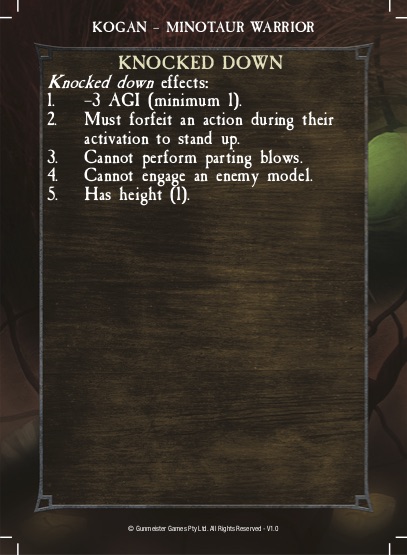 KOGAN - MINOTAUR WARRIOR
KNOCKED DOWN
Knocked down effects:
1. -3 AGI (minimum 1).
2. Must forfeit an action during their
activation to stand up.
3. Cannot perform parting blows.
4. Cannot engage an enemy model.
5. Has height (1).
© Gunmeister Games Pty Ltd. All Rights Reserved - V1.0